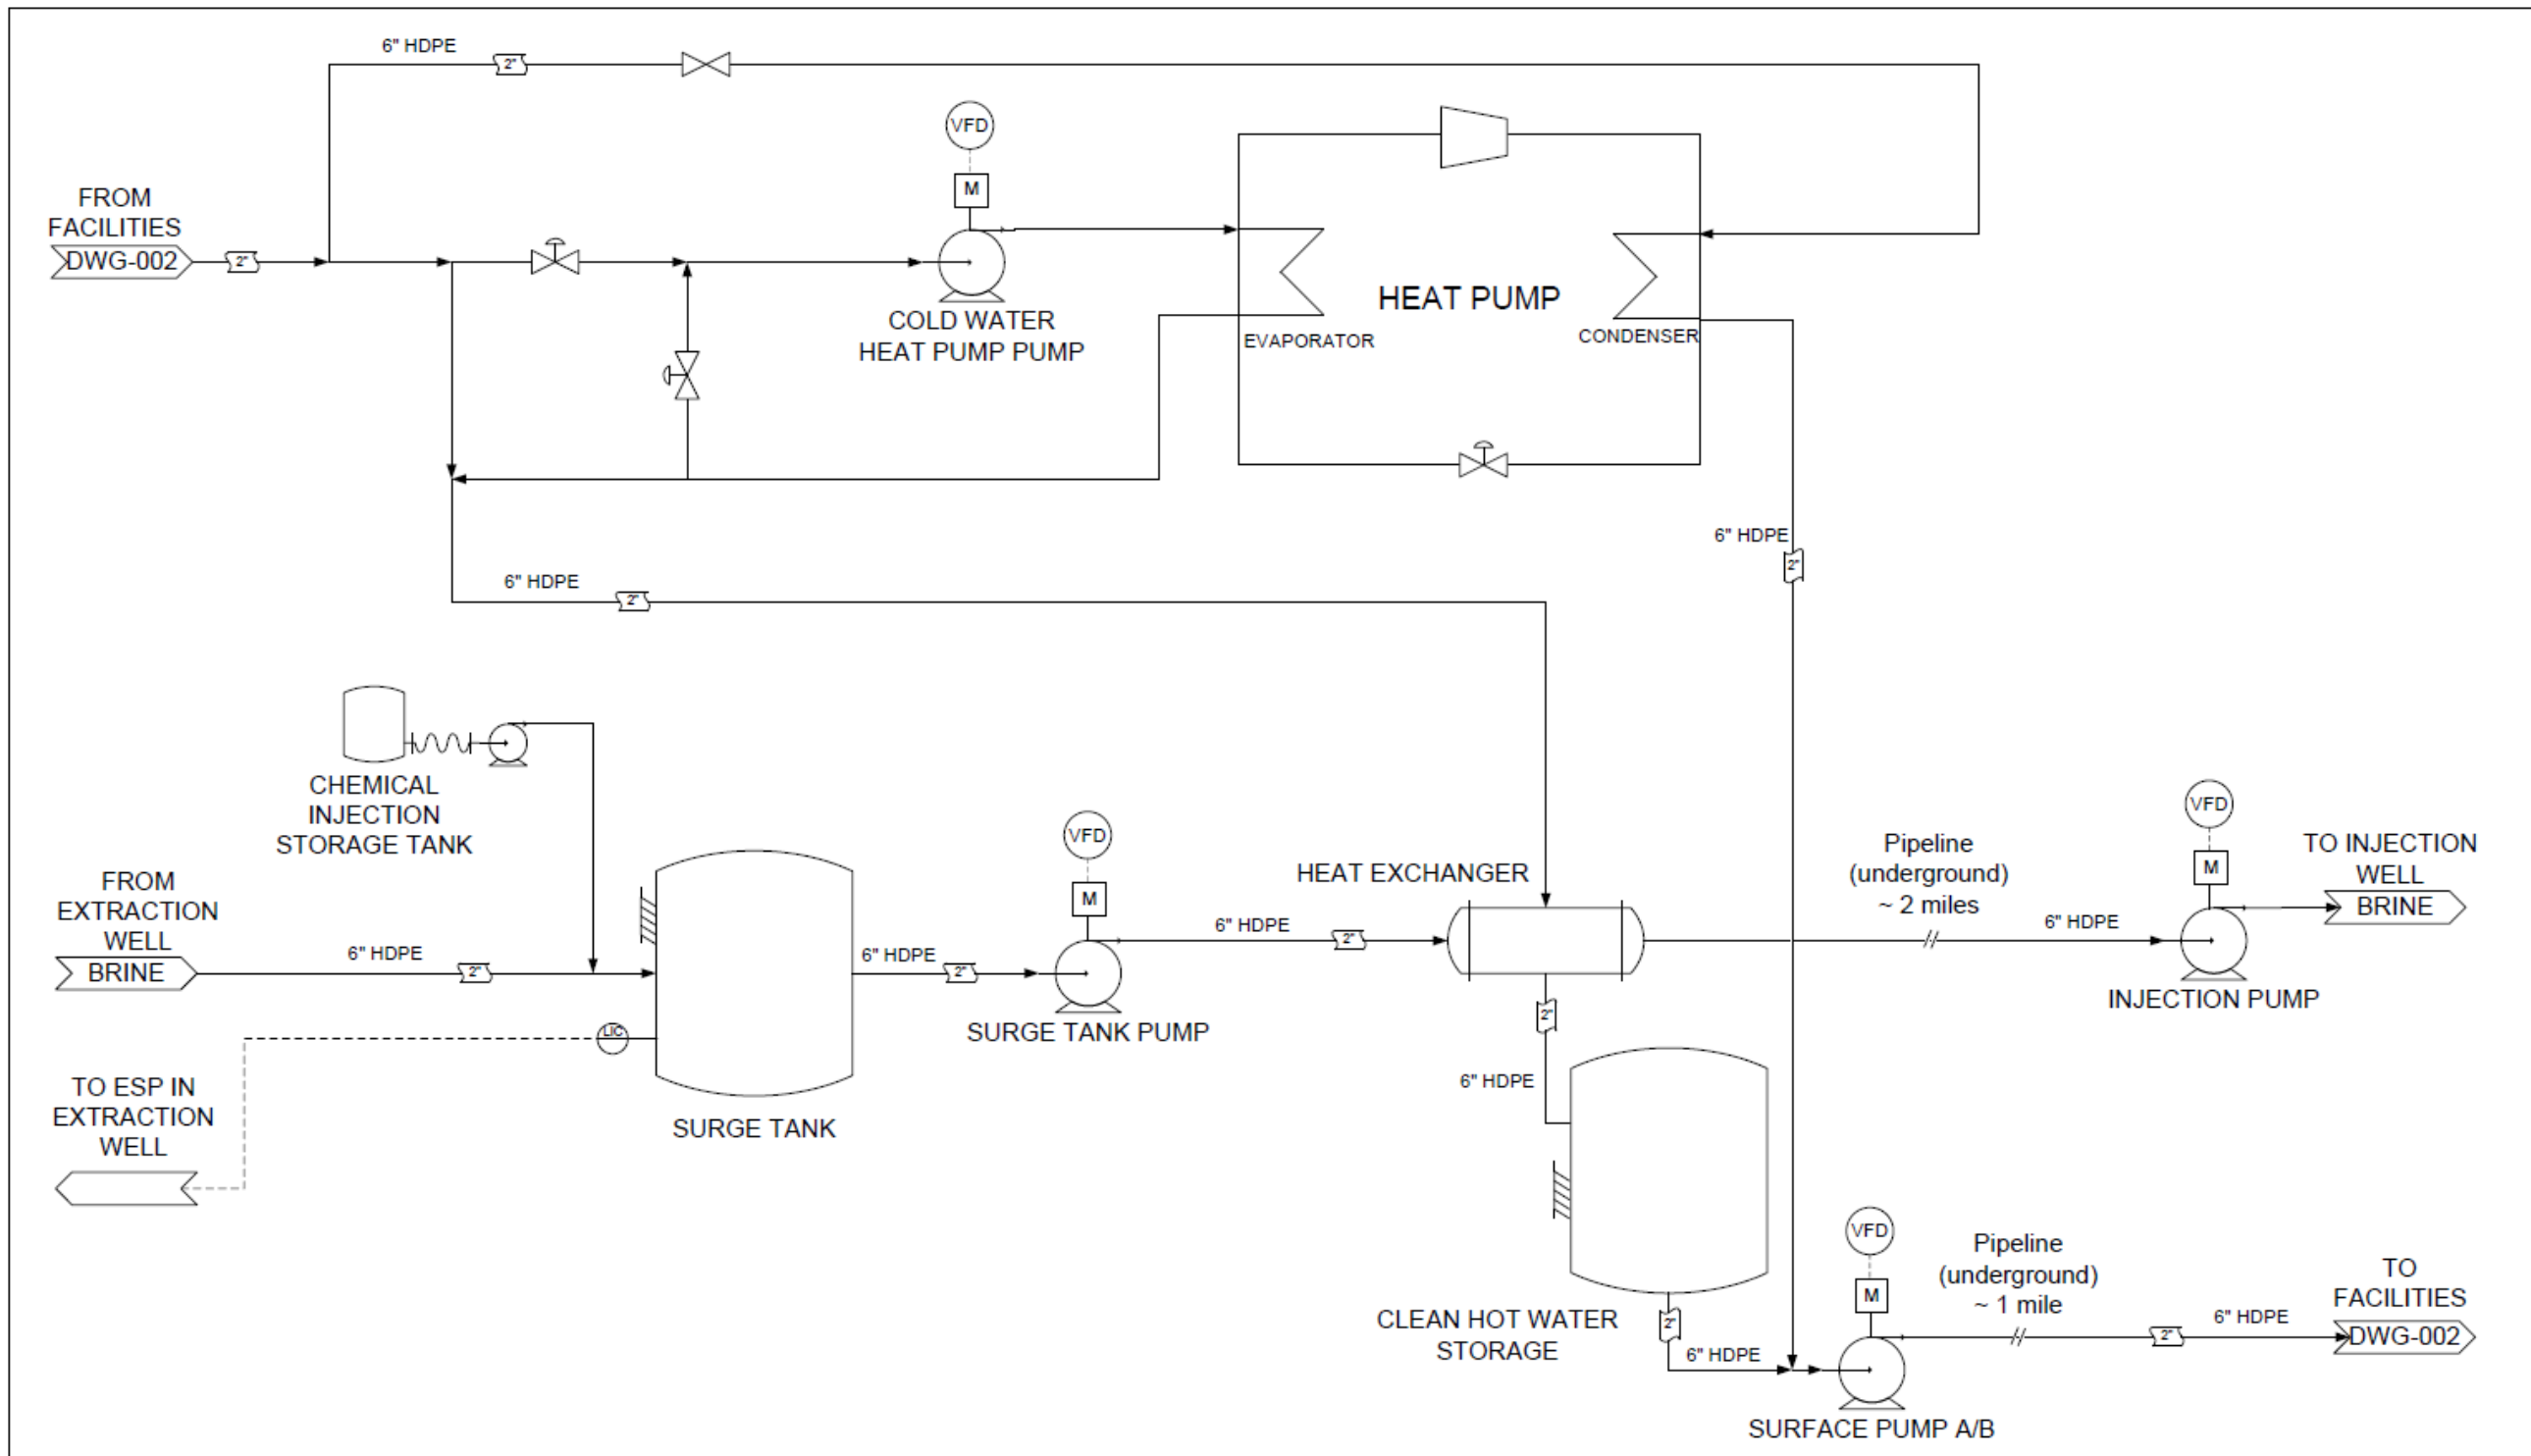 6" HDPE
2"
VFD
M
FROM
FACILITIES
DWG-002
2"
COLD WATER
HEAT PUMP PUMP
HEAT PUMP
EVAPORATOR
CONDENSER
6" HDPE
2"
6" HDPE
2"
CHEMICAL
INJECTION
STORAGE TANK
FROM
EXTRACTION
WELL
BRINE
6" HDPE
2"
LIC
TO ESP IN
EXTRACTION
WELL
SURGE TANK
6" HDPE
2"
VFD
M
SURGE TANK PUMP
6" HDPE
2"
HEAT EXCHANGER
2"
6" HDPE
Pipeline
(underground)
~ 2 miles
6" HDPE
VFD
M
INJECTION PUMP
TO INJECTION
WELL
BRINE
CLEAN HOT WATER
STORAGE
2"
6" HDPE
VFD
M
SURFACE PUMP A/B
Pipeline
(underground)
~ 1 mile
2"
6" HDPE
TO
FACILITIES
DWG-002